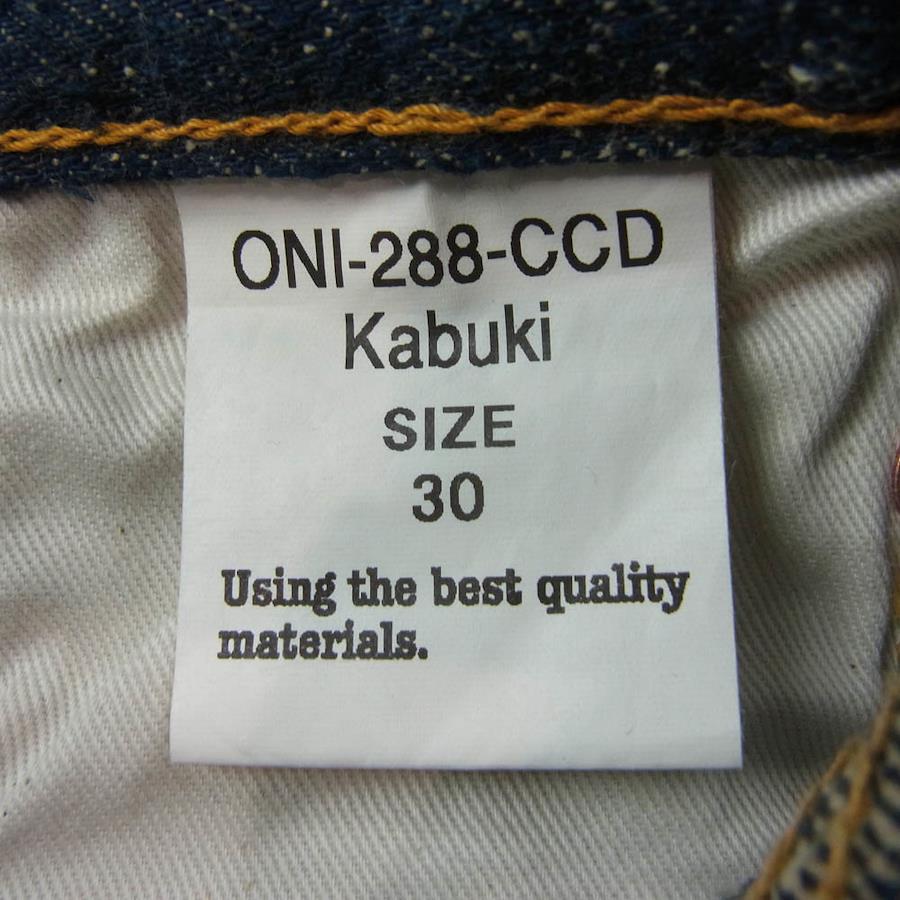 ONI-288-CCD
Kabuki
SIZE
30
Using the best quality
materials.